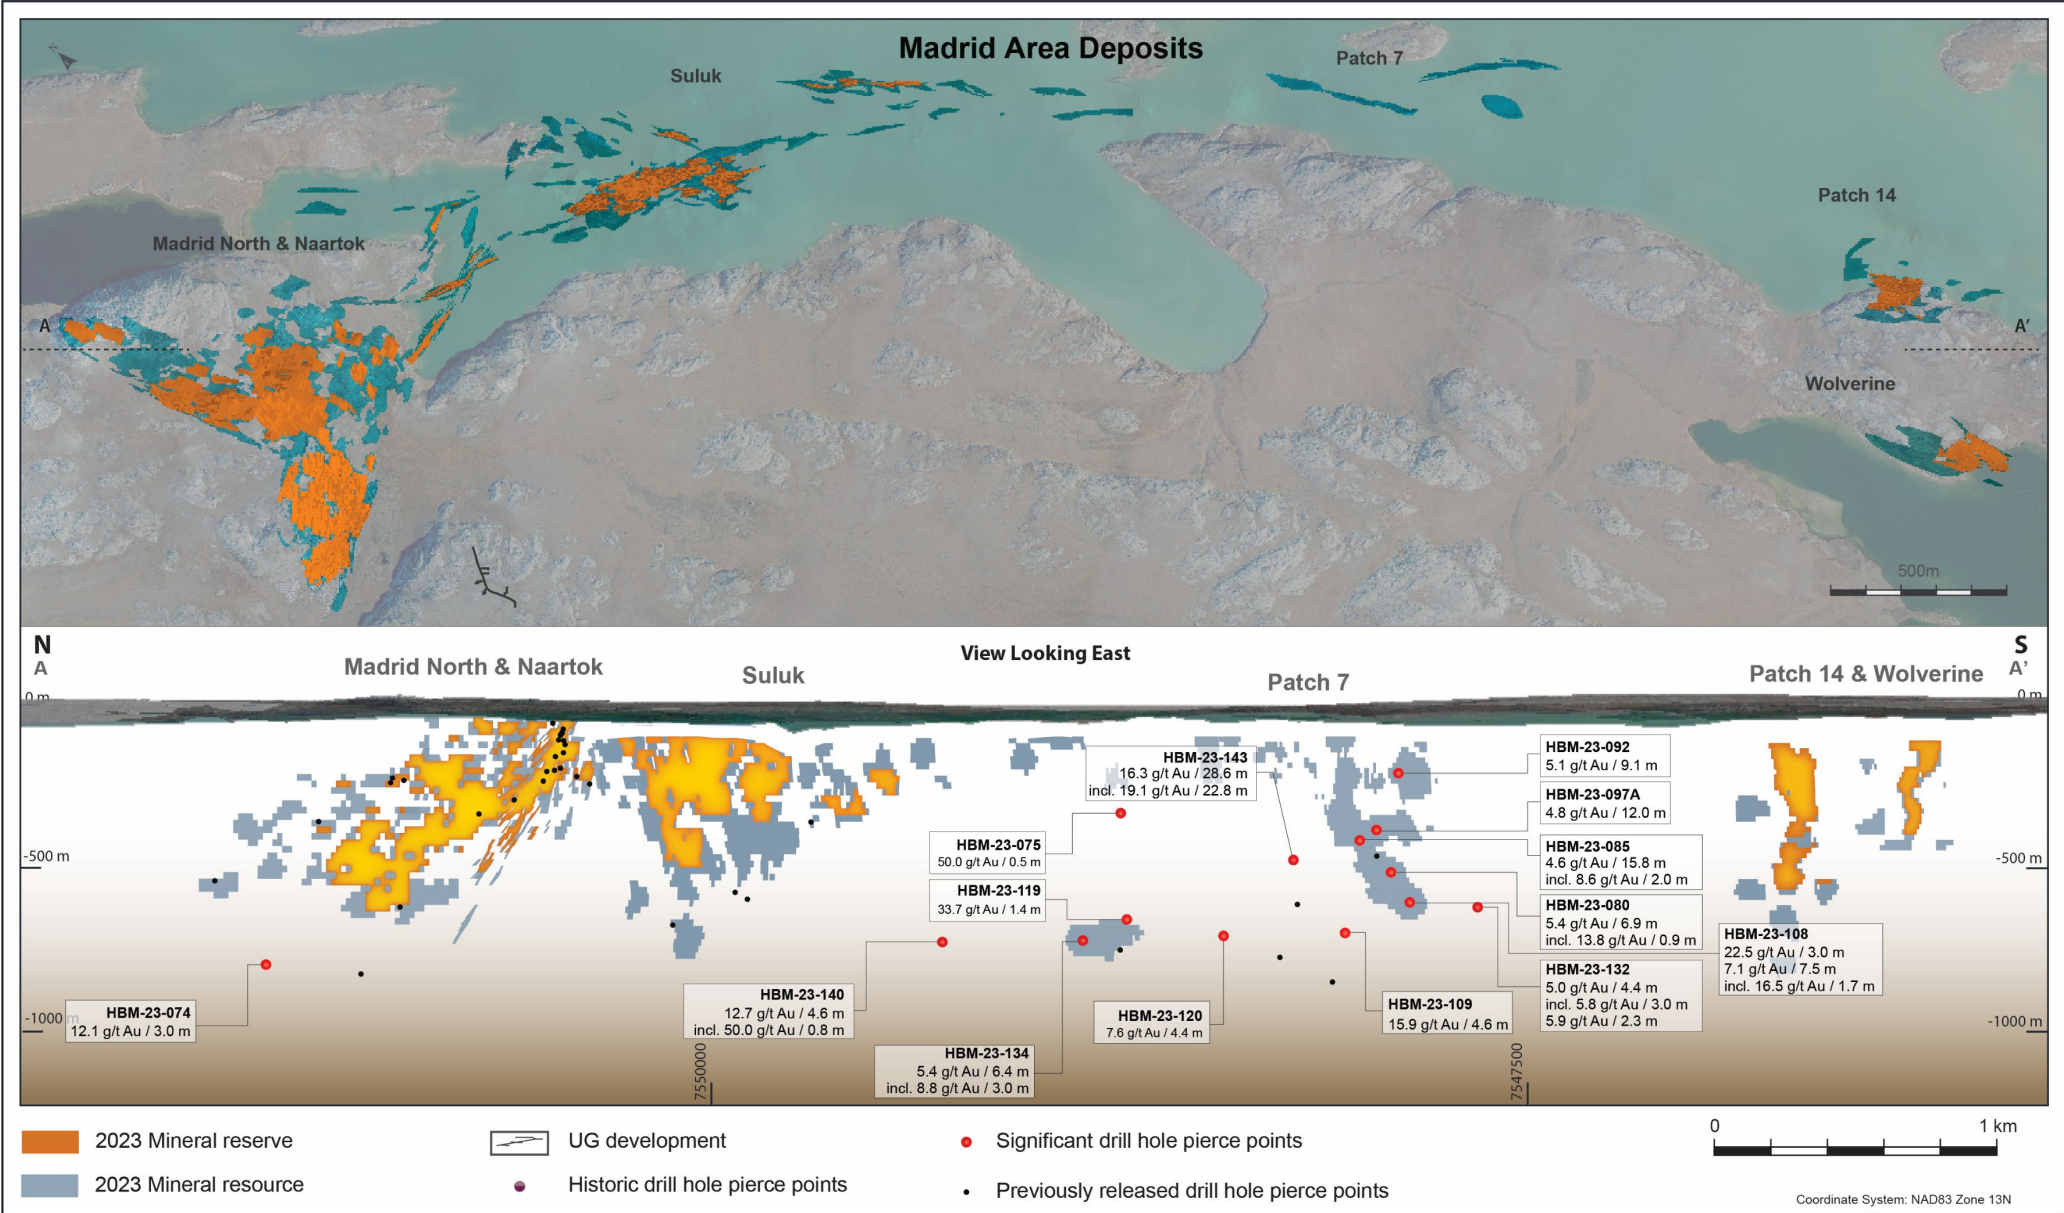 Madrid Area Deposits
Suluk
Patch 7
Patch 14
Madrid North & Naartok
A
A'
Wolverine
500m
N
A
View Looking East
S
A'
Madrid North & Naartok
Suluk
Patch 7
Patch 14 & Wolverine
0 m
0 m
HBM-23-143
16.3 g/t Au / 28.6 m
incl. 19.1 g/t Au / 22.8 m
HBM-23-092
5.1 g/t Au / 9.1 m
HBM-23-097A
4.8 g/t Au / 12.0 m
HBM-23-075
50.0 g/t Au / 0.5 m
HBM-23-085
4.6 g/t Au / 15.8 m
incl. 8.6 g/t Au / 2.0 m
-500 m
-500 m
HBM-23-119
33.7 g/t Au / 1.4 m
HBM-23-080
5.4 g/t Au / 6.9 m
incl. 13.8 g/t Au / 0.9 m
HBM-23-108
22.5 g/t Au / 3.0 m
7.1 g/t Au / 7.5 m
incl. 16.5 g/t Au / 1.7 m
HBM-23-132
5.0 g/t Au / 4.4 m
incl. 5.8 g/t Au / 3.0 m
5.9 g/t Au / 2.3 m
HBM-23-140
12.7 g/t Au / 4.6 m
incl. 50.0 g/t Au / 0.8 m
HBM-23-109
15.9 g/t Au / 4.6 m
HBM-23-074
12.1 g/t Au / 3.0 m
HBM-23-120
7.6 g/t Au / 4.4 m
-1000 m
-1000 m
HBM-23-134
5.4 g/t Au / 6.4 m
incl. 8.8 g/t Au / 3.0 m
7550000
7547500
2023 Mineral reserve
UG development
Significant drill hole pierce points
0
1 km
2023 Mineral resource
Historic drill hole pierce points
Previously released drill hole pierce points
Coordinate System: NAD83 Zone 13N